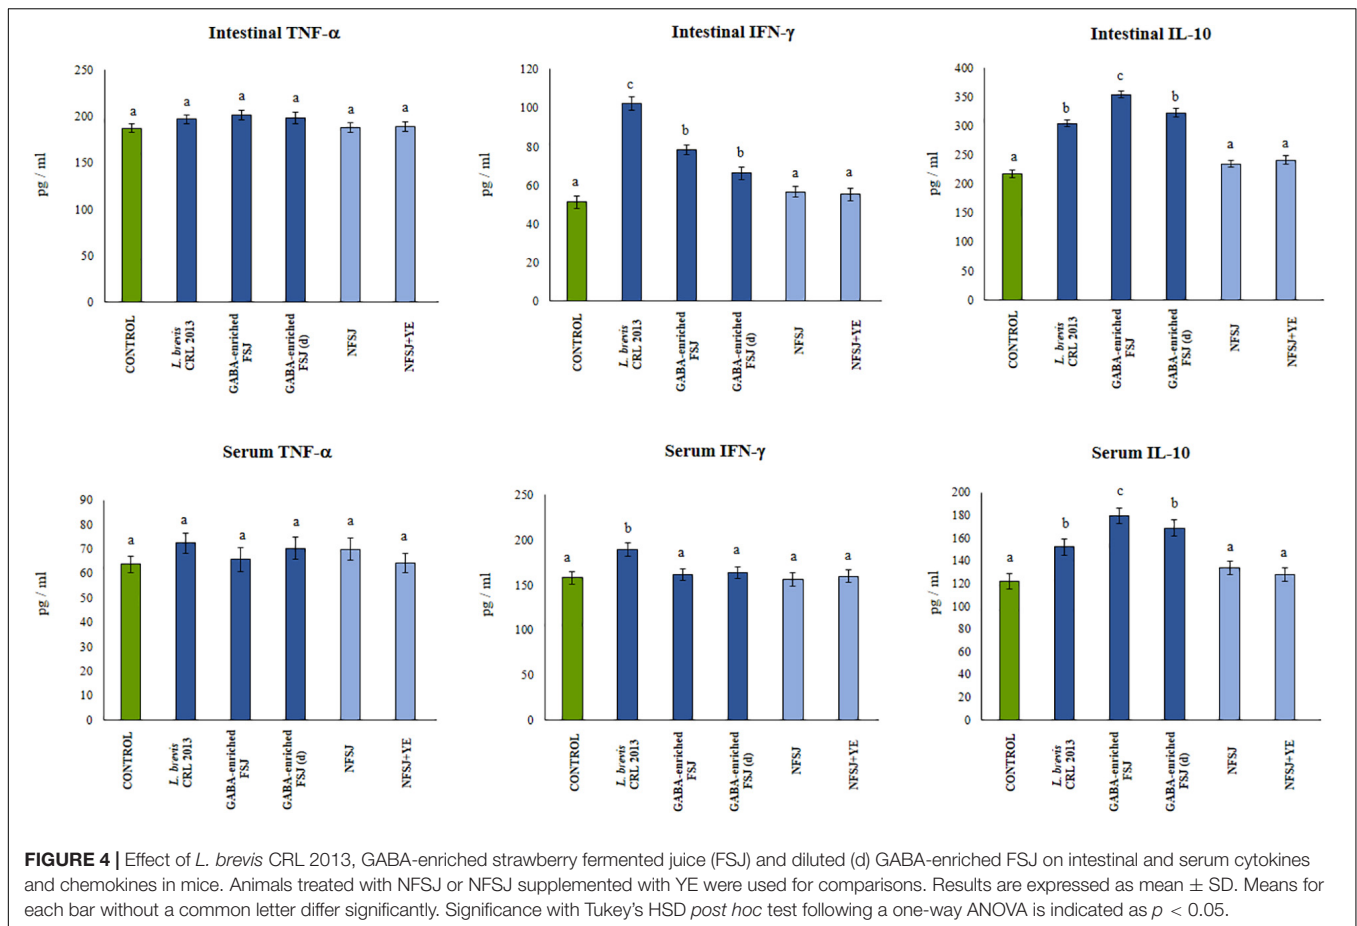 Intestinal TNF-α
pg / ml
250
200
150
100
50
0
a
a
a
a
a
a
CONTROL
L. brevis
CRL 2013
GABA-enriched
FSJ
GABA-enriched
FSJ (d)
NFSJ
NFSJ+YE
Intestinal IFN-γ
pg / ml
120
100
80
60
40
20
0
a
c
b
b
a
a
CONTROL
L. brevis
CRL 2013
GABA-enriched
FSJ
GABA-enriched
FSJ (d)
NFSJ
NFSJ+YE
Intestinal IL-10
pg / ml
400
350
300
250
200
150
100
50
0
a
b
c
b
a
a
CONTROL
L. brevis
CRL 2013
GABA-enriched
FSJ
GABA-enriched
FSJ (d)
NFSJ
NFSJ+YE
Serum TNF-α
pg / ml
90
80
70
60
50
40
30
20
10
0
a
a
a
a
a
a
CONTROL
L. brevis
CRL 2013
GABA-enriched
FSJ
GABA-enriched
FSJ (d)
NFSJ
NFSJ+YE
Serum IFN-γ
pg / ml
250
200
150
100
50
0
a
b
a
a
a
a
CONTROL
L. brevis
CRL 2013
GABA-enriched
FSJ
GABA-enriched
FSJ (d)
NFSJ
NFSJ+YE
Serum IL-10
pg / ml
200
180
160
140
120
100
80
60
40
20
0
a
b
c
b
a
a
CONTROL
L. brevis
CRL 2013
GABA-enriched
FSJ
GABA-enriched
FSJ (d)
NFSJ
NFSJ+YE
FIGURE 4 | Effect of L. brevis CRL 2013, GABA-enriched strawberry fermented juice (FSJ) and diluted (d) GABA-enriched FSJ on intestinal and serum cytokines
and chemokines in mice. Animals treated with NFSJ or NFSJ supplemented with YE were used for comparisons. Results are expressed as mean ± SD. Means for
each bar without a common letter differ significantly. Significance with Tukey's HSD post hoc test following a one-way ANOVA is indicated as p < 0.05.